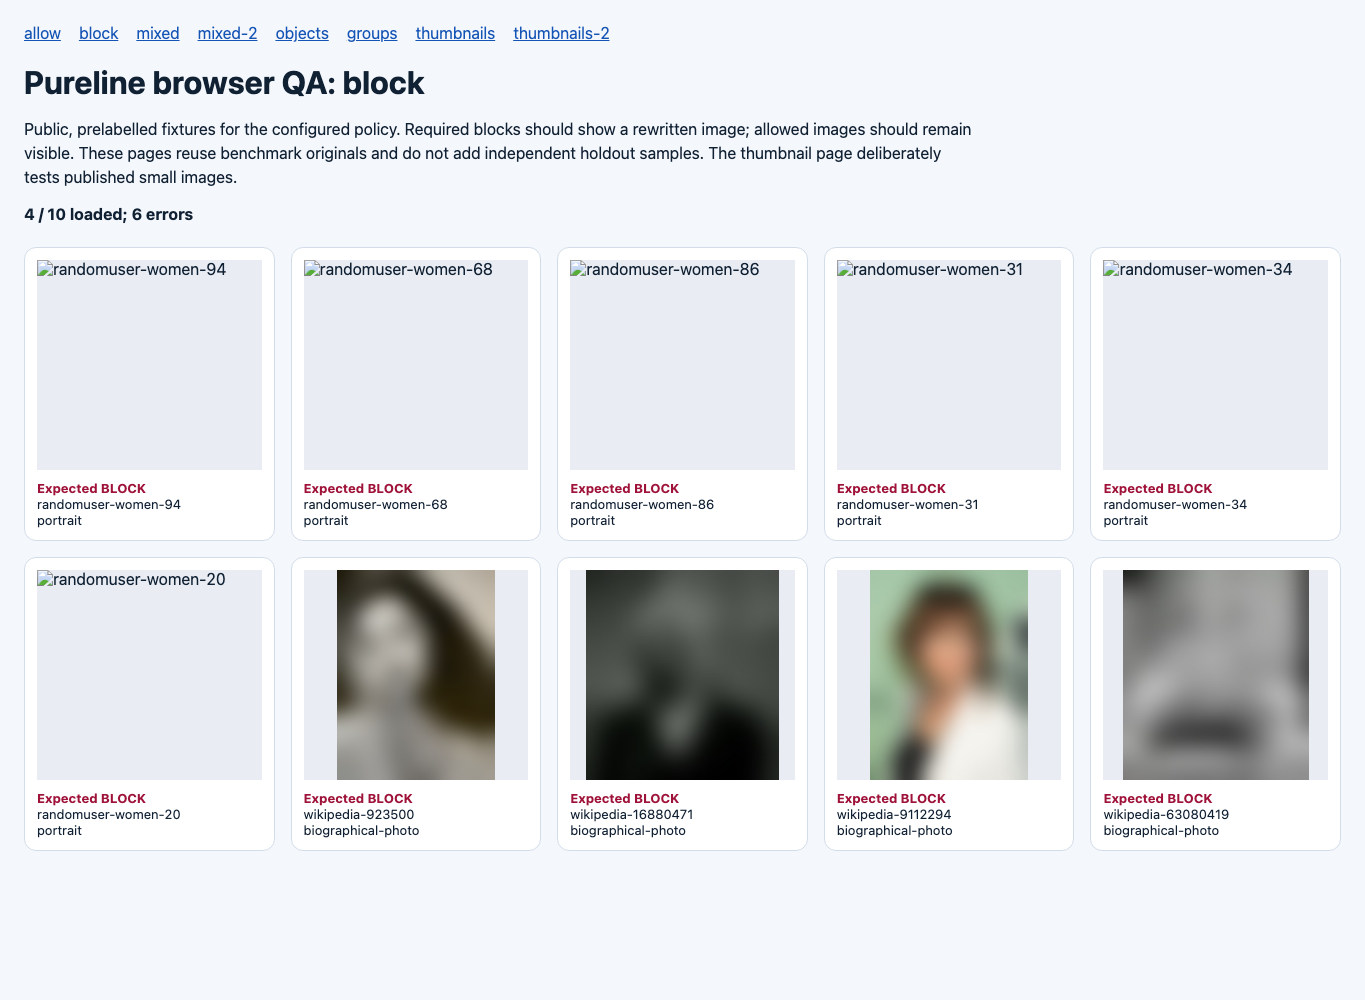 allow block mixed mixed-2 objects groups thumbnails thumbnails-2
Pureline browser QA: block
Public, prelabelled fixtures for the configured policy. Required blocks should show a rewritten image; allowed images should remain
visible. These pages reuse benchmark originals and do not add independent holdout samples. The thumbnail page deliberately
tests published small images.
4 / 10 loaded; 6 errors
randomuser-women-94 randomuser-women-68 randomuser-women-86 randomuser-women-31 randomuser-women-34
Expected BLOCK Expected BLOCK Expected BLOCK Expected BLOCK Expected BLOCK
randomuser-women-94 randomuser-women-68 randomuser-women-86 randomuser-women-31 randomuser-women-34
portrait portrait portrait portrait portrait
randomuser-women-20
Expected BLOCK Expected BLOCK Expected BLOCK Expected BLOCK Expected BLOCK
randomuser-women-20 wikipedia-923500 wikipedia-16880471 wikipedia-9112294 wikipedia-63080419
portrait biographical-photo biographical-photo biographical-photo biographical-photo